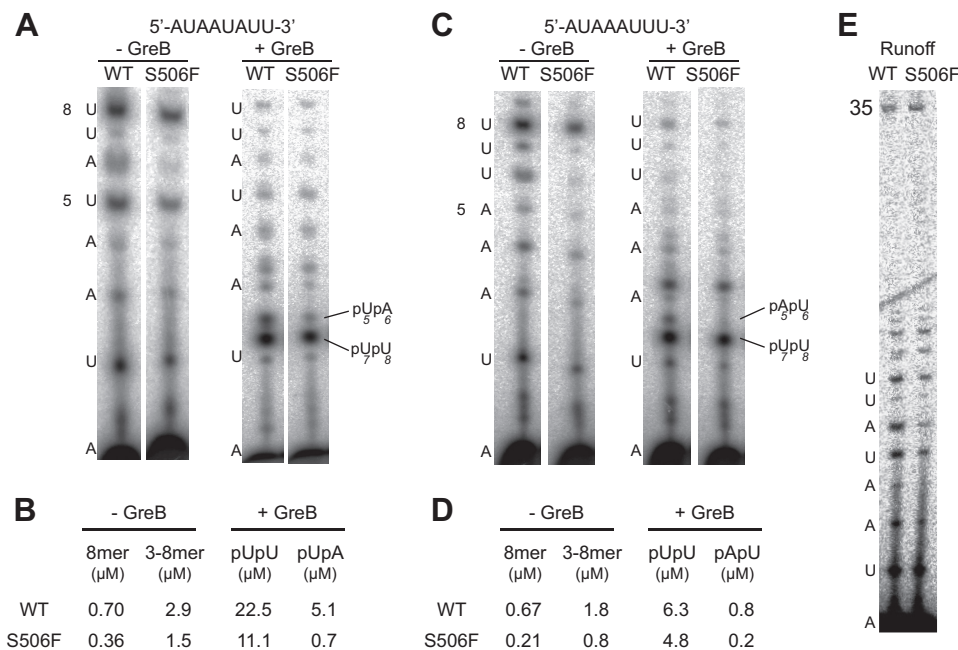 A
5'-AUAAUAUU-3'
- GreB
+ GreB
WT S506F
WT S506F
8 U
U
A
5 U
A
A
U
A
U
U
A
U
A
A
U
A
pUpA
5 6
pUpU
7 8
B
- GreB
+ GreB
8mer 3-8mer pUpU pUpA
(µM) (µM) (µM) (µM)
WT 0.70 2.9 22.5 5.1
S506F 0.36 1.5 11.1 0.7
C
5'-AUAAAUUU-3'
- GreB
+ GreB
WT S506F
WT S506F
8 U
U
U
5 A
A
A
U
A
U
U
U
A
A
A
U
A
pApU
5 6
pUpU
7 8
D
- GreB
+ GreB
8mer 3-8mer pUpU pApU
(µM) (µM) (µM) (µM)
WT 0.67 1.8 6.3 0.8
S506F 0.21 0.8 4.8 0.2
E
Runoff
WT S506F
35
U
U
A
U
A
A
U
A